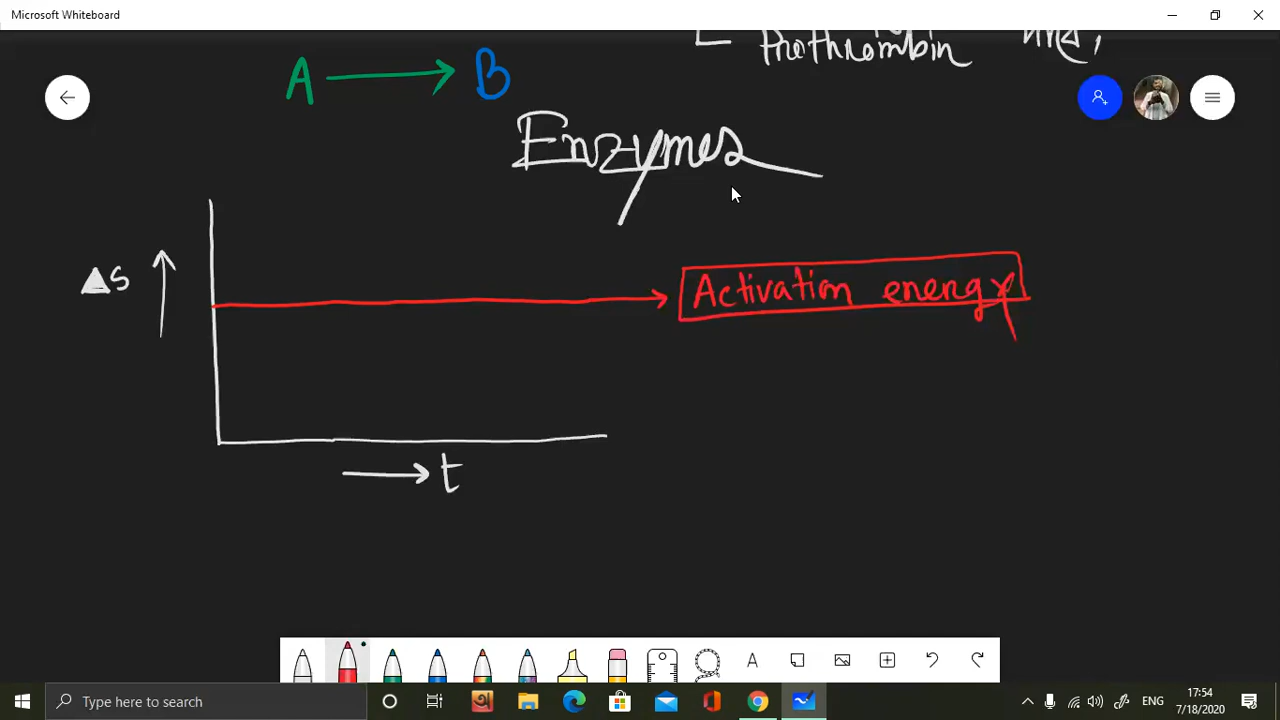 Microsoft Whiteboard
Prothrombin
A → B
Enzymes
ΔS ↑
Activation energy
→ t
A
Type here to search
ENG
17:54
7/18/2020